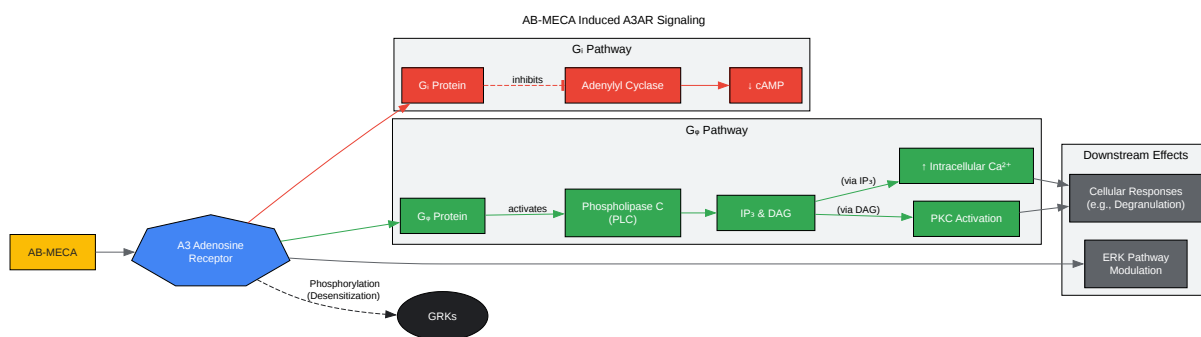 AB-MECA Induced A3AR Signaling
Gᵢ Pathway
Gᵢ Protein
inhibits
Adenylyl Cyclase
↓ cAMP
Gᵩ Pathway
Gᵩ Protein
activates
Phospholipase C
(PLC)
IP₃ & DAG
(via IP₃)
(via DAG)
↑ Intracellular Ca²⁺
PKC Activation
Downstream Effects
Cellular Responses
(e.g., Degranulation)
ERK Pathway
Modulation
AB-MECA
A3 Adenosine
Receptor
Phosphorylation
(Desensitization)
GRKs